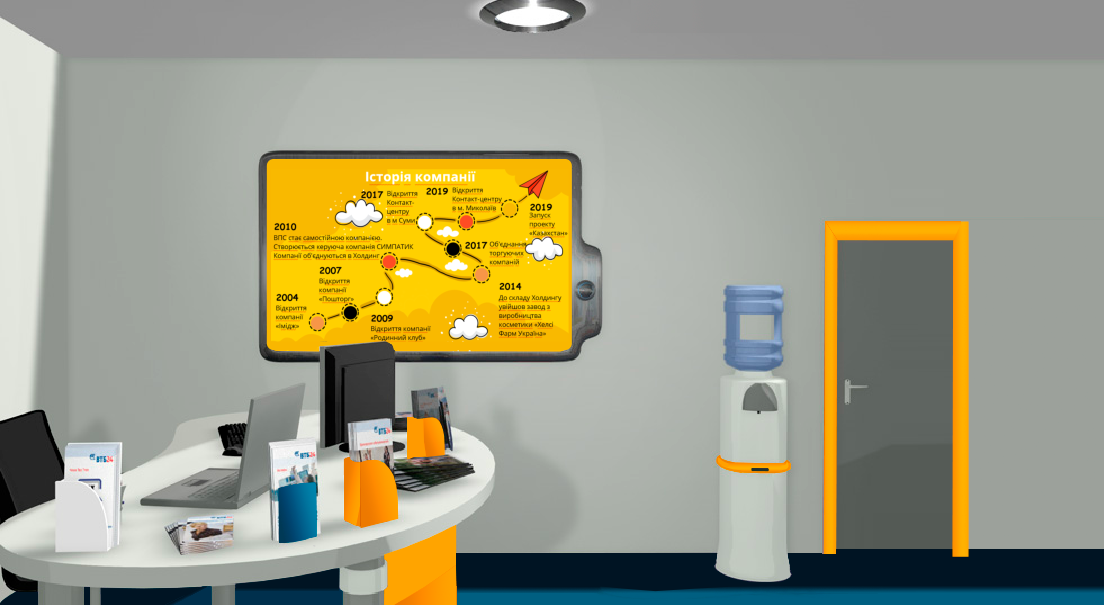 Історія компанії
2017
Відкриття
Контакт-
центру
в м Суми
2019
Відкриття
Контакт-центру
в м. Миколаїв
2019
Запуск
проекту
«Казахстан»
2010
ВПС стає самостійною компанією.
Створюється керуюча компанія СИМПАТИК
Компанії об'єднуються в Холдинг
2017
Об'єднання
торгуючих
компаній
2007
Відкриття
компанії
«Пошторг»
2004
Відкриття
компанії
«Імідж»
2009
Відкриття компанії
«Родинний клуб»
2014
До складу Холдингу
увійшов завод з
виробництва
косметики «Хелсі
Фарм Україна»
ВТБ24
ВТБ24